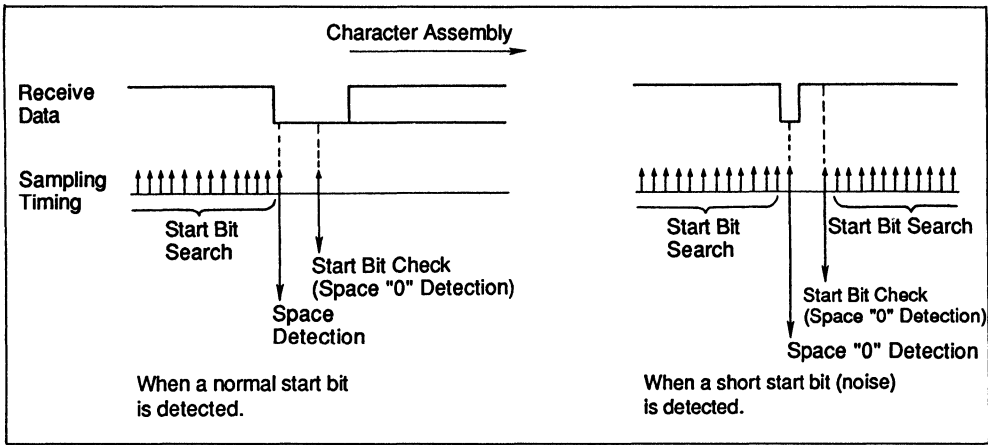 Character Assembly
Receive
Data
Sampling
Timing
Start Bit
Search
Start Bit Check
(Space "0" Detection)
Space
Detection
When a normal start bit
is detected.
Start Bit
Search
Start Bit Search
Start Bit Check
(Space "0" Detection)
Space "0" Detection
When a short start bit (noise)
is detected.